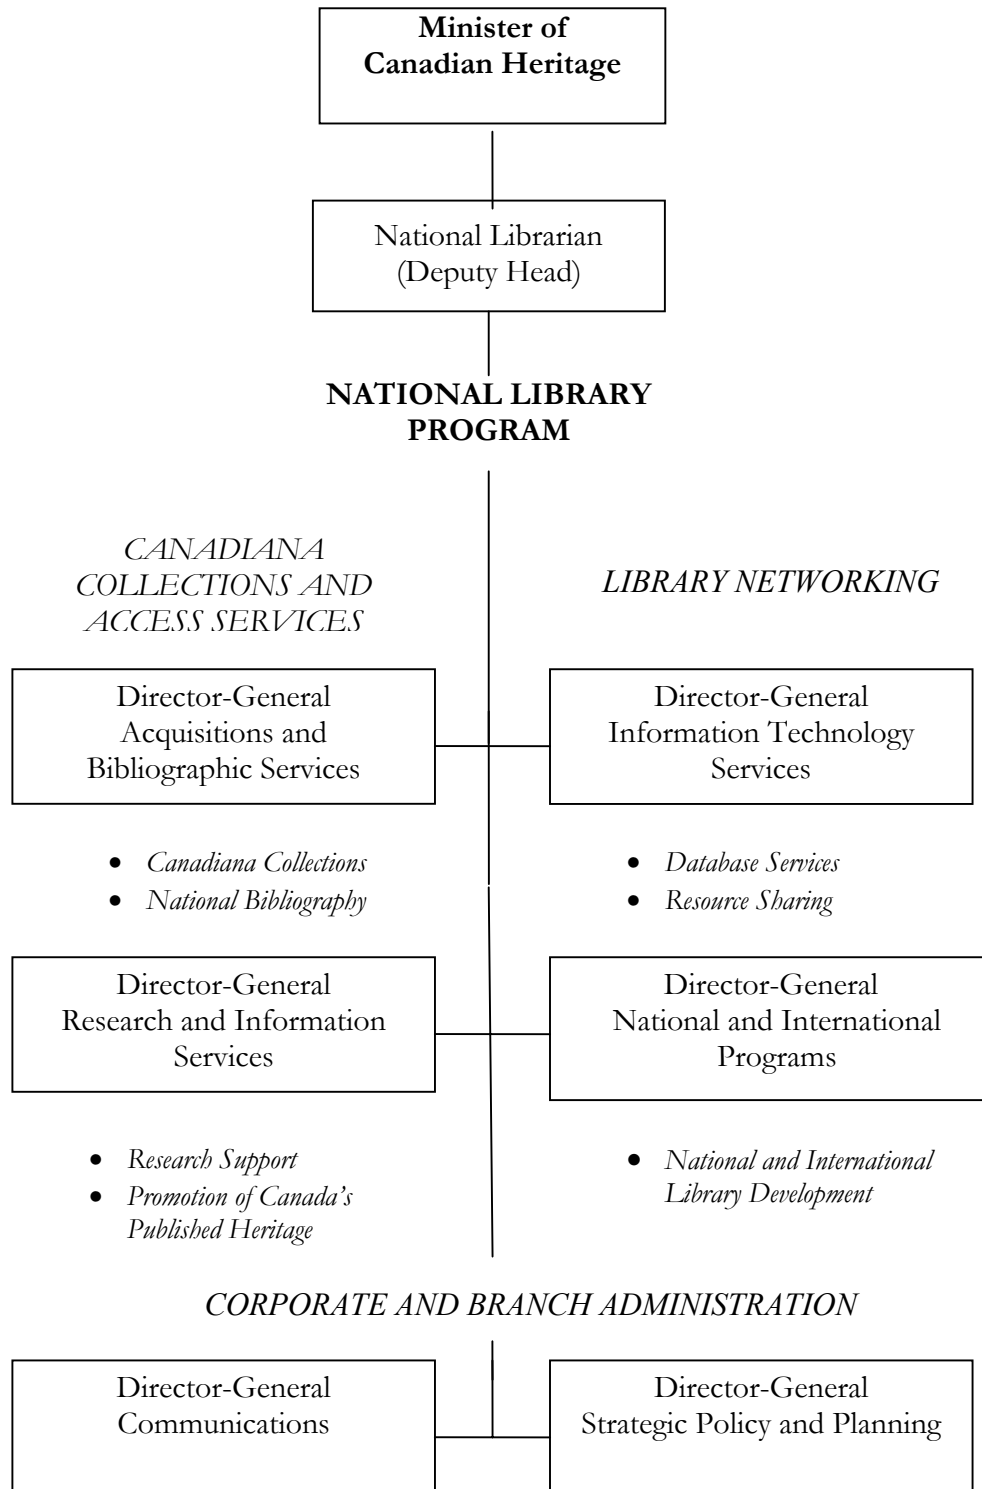 Minister of
Canadian Heritage
National Librarian
(Deputy Head)
NATIONAL LIBRARY
PROGRAM
CANADIANA
COLLECTIONS AND
ACCESS SERVICES
LIBRARY NETWORKING
Director-General
Acquisitions and
Bibliographic Services
Director-General
Information Technology
Services
• Canadiana Collections
• National Bibliography
• Database Services
• Resource Sharing
Director-General
Research and Information
Services
Director-General
National and International
Programs
• Research Support
• Promotion of Canada's
Published Heritage
• National and International
Library Development
CORPORATE AND BRANCH ADMINISTRATION
Director-General
Communications
Director-General
Strategic Policy and Planning